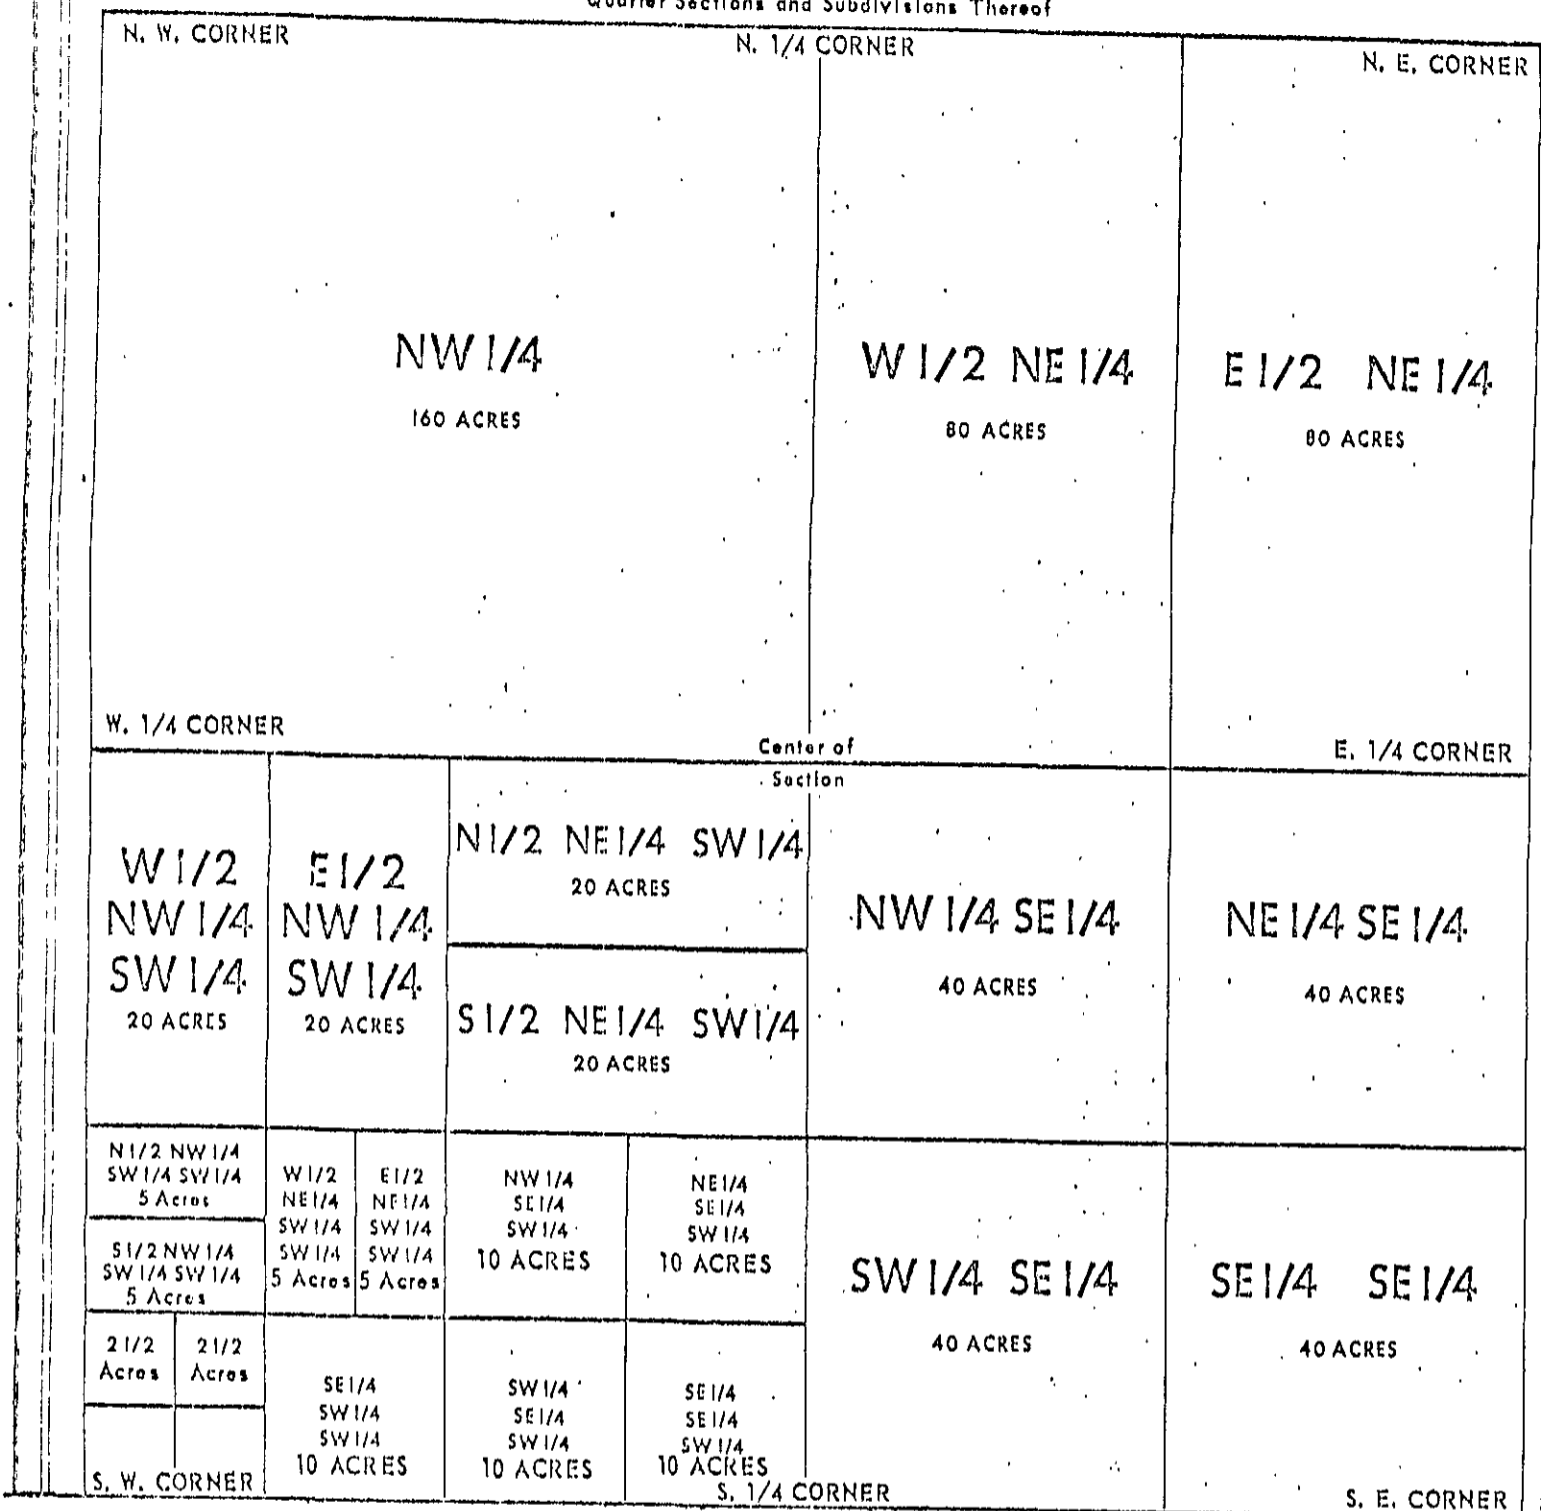 Quarter Sections and Subdivisions Thereof
N. W. CORNER
N. 1/4 CORNER
N. E. CORNER
NW 1/4
160 ACRES
W 1/2 NE 1/4
80 ACRES
E 1/2 NE 1/4
80 ACRES
W. 1/4 CORNER
Center of
Section
E. 1/4 CORNER
W 1/2
NW 1/4
SW 1/4
20 ACRES
E 1/2
NW 1/4
SW 1/4
20 ACRES
N 1/2 NE 1/4 SW 1/4
20 ACRES
S 1/2 NE 1/4 SW 1/4
20 ACRES
NW 1/4 SE 1/4
40 ACRES
NE 1/4 SE 1/4
40 ACRES
N 1/2 NW 1/4
SW 1/4 SW 1/4
5 Acres
S 1/2 NW 1/4
SW 1/4 SW 1/4
5 Acres
W 1/2
NE 1/4
SW 1/4
SW 1/4
5 Acres
E 1/2
NE 1/4
SW 1/4
SW 1/4
5 Acres
NW 1/4
SE 1/4
SW 1/4
10 ACRES
NE 1/4
SE 1/4
SW 1/4
10 ACRES
SW 1/4 SE 1/4
40 ACRES
SE 1/4 SE 1/4
40 ACRES
2 1/2
Acres
2 1/2
Acres
SE 1/4
SW 1/4
SW 1/4
10 ACRES
SW 1/4
SE 1/4
SW 1/4
10 ACRES
SE 1/4
SE 1/4
SW 1/4
10 ACRES
S. W. CORNER
S. 1/4 CORNER
S. E. CORNER